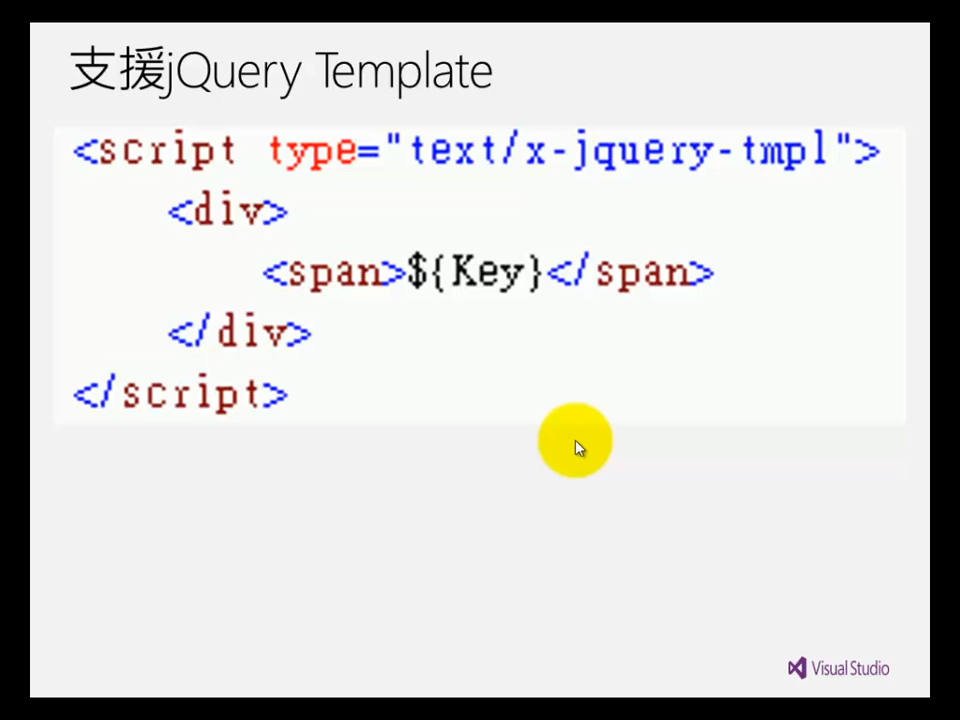 支援jQuery Template
<script type="text/x-jquery-tmpl">
<div>
<span>${Key}</span>
</div>
</script>
Visual Studio